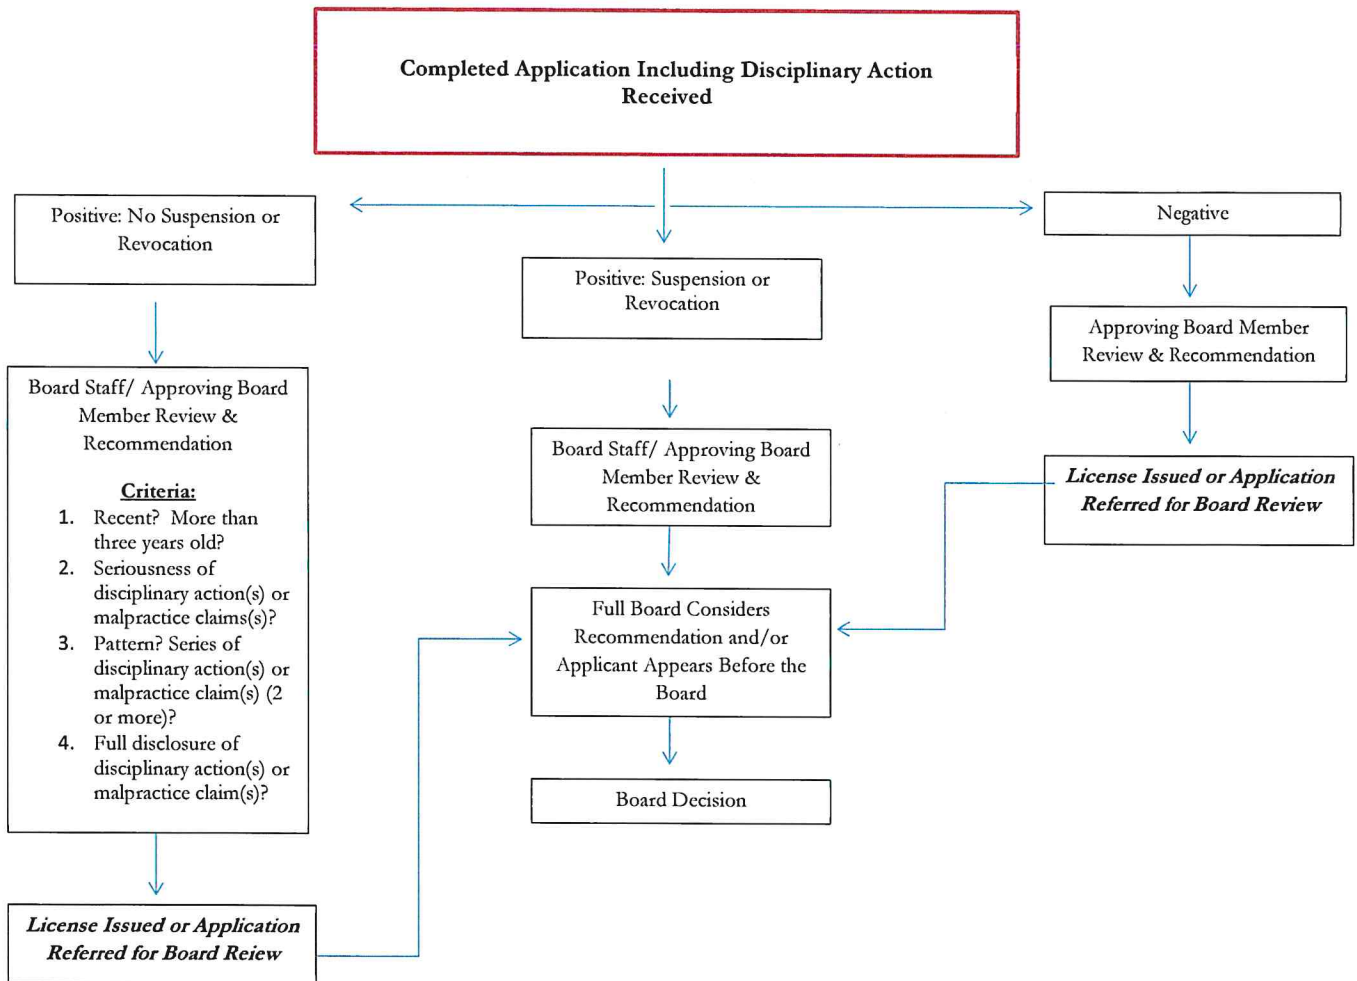 Completed Application Including Disciplinary Action
Received
Positive: No Suspension or
Revocation
Positive: Suspension or
Revocation
Negative
Board Staff/ Approving Board
Member Review &
Recommendation
Criteria:
1. Recent? More than
three years old?
2. Seriousness of
disciplinary action(s) or
malpractice claims(s)?
3. Pattern? Series of
disciplinary action(s) or
malpractice claim(s) (2
or more)?
4. Full disclosure of
disciplinary action(s) or
malpractice claim(s)?
License Issued or Application
Referred for Board Reiew
Board Staff/ Approving Board
Member Review &
Recommendation
Full Board Considers
Recommendation and/or
Applicant Appears Before the
Board
Board Decision
Approving Board Member
Review & Recommendation
License Issued or Application
Referred for Board Review